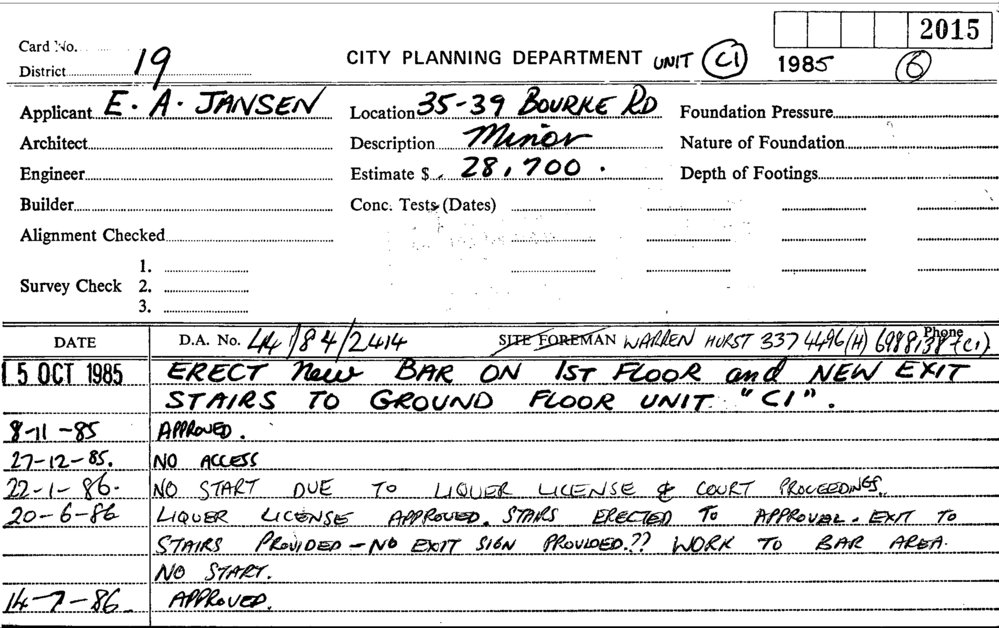 2015
Card No.
CITY PLANNING DEPARTMENT UNIT C1 1985 6
District 19
Applicant E. A. JANSEN Location 35-39 BOURKE RD Foundation Pressure
Architect Description Minor Nature of Foundation
Engineer Estimate $ 28,700. Depth of Footings
Builder Conc. Tests (Dates)
Alignment Checked
1.
Survey Check 2.
3.
DATE D.A. No. 44/84/2414 SITE FOREMAN WARREN HURST 337 4496 (H) Phone (C1)
15 OCT 1985 ERECT new BAR ON 1ST FLOOR and NEW EXIT
STAIRS TO GROUND FLOOR UNIT "C1".
8-11-85 APPROVED.
27-12-85. NO ACCESS
22-1-86. NO START DUE TO LIQUER LICENSE & COURT PROCEEDINGS.
20-6-86 LIQUER LICENSE APPROVED. STAIRS ERECTED TO APPROVAL. EXIT TO
STAIRS PROVIDED - NO EXIT SIGN PROVIDED.?? WORK TO BAR AREA.
NO START.
14-7-86 APPROVED.